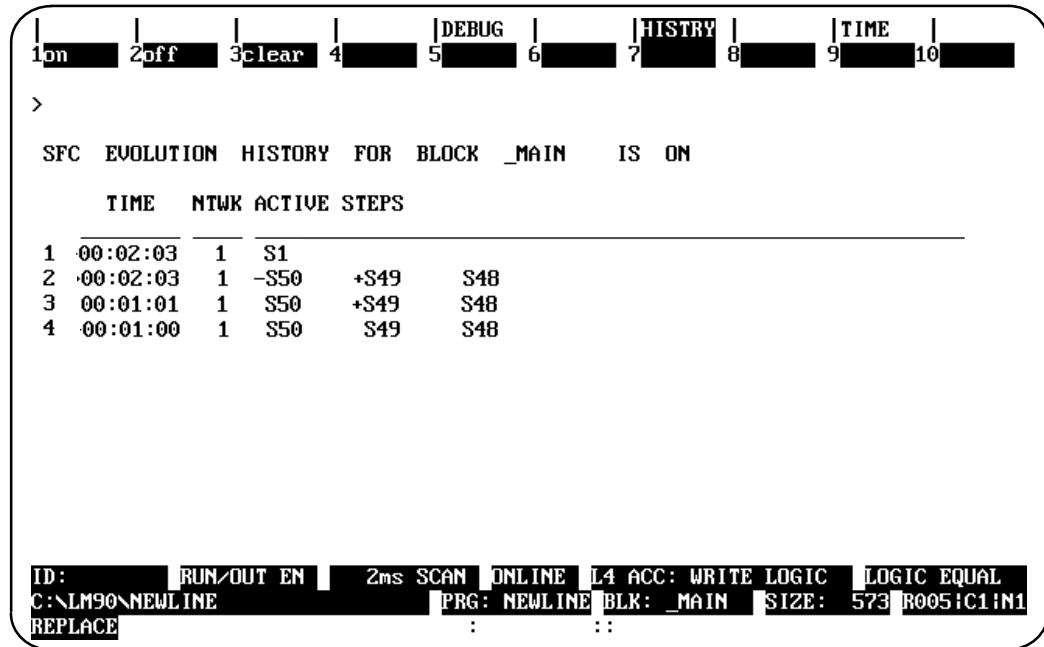 DEBUG HISTRY TIME
1on 2off 3clear 4 5 6 7 8 9 10
>
SFC EVOLUTION HISTORY FOR BLOCK _MAIN IS ON
TIME NTWK ACTIVE STEPS
1 00:02:03 1 S1
2 00:02:03 1 -S50 +S49 S48
3 00:01:01 1 S50 +S49 S48
4 00:01:00 1 S50 S49 S48
ID: RUN/OUT EN 2ms SCAN ONLINE L4 ACC: WRITE LOGIC LOGIC EQUAL
C:\LM90\NEWLINE PRG: NEWLINE BLK: _MAIN SIZE: 573 R005¦C1¦N1
REPLACE : ::